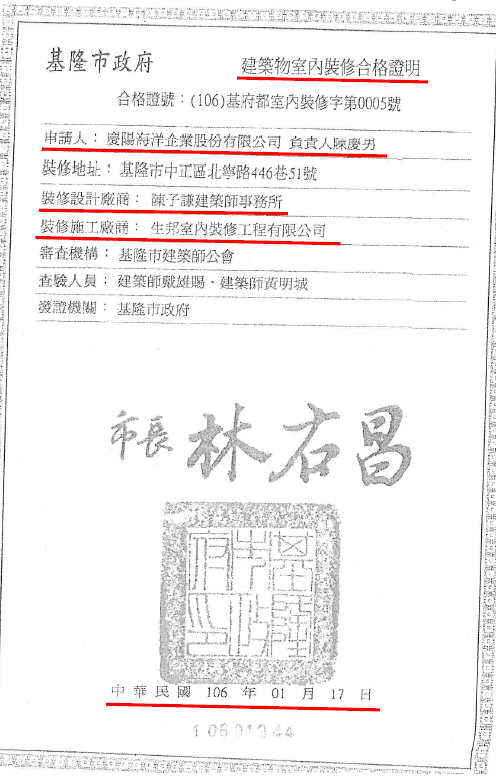 基隆市政府 建築物室內裝修合格證明
合格證號：(106)基府都室內裝修字第0005號
申請人：慶陽海洋企業股份有限公司 負責人陳慶男
裝修地址：基隆市中正區北寧路446巷51號
裝修設計廠商：陳子謙建築師事務所
裝修施工廠商：生邦室內裝修工程有限公司
審查機構：基隆市建築師公會
查驗人員：建築師戴雄賜、建築師黃明城
發證機關：基隆市政府
市長 林右昌
基隆市政府印
中華民國 106 年 01 月 17 日
10601344